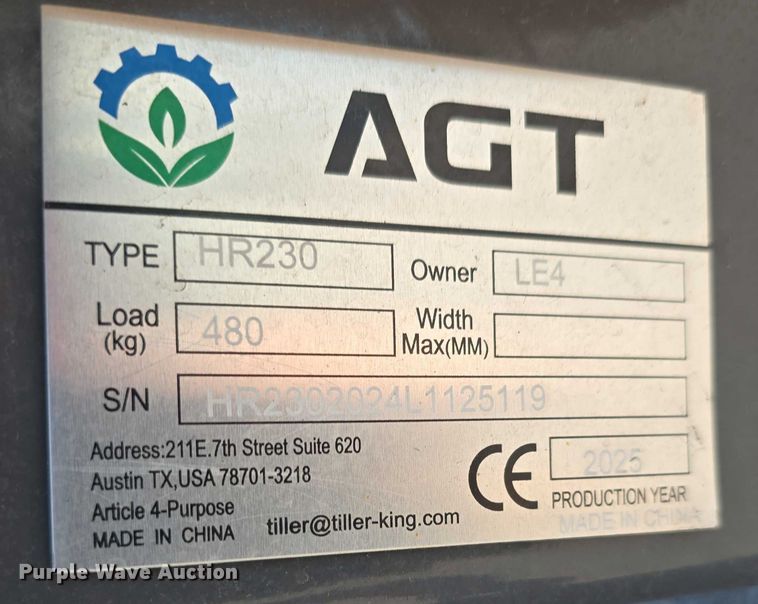 AGT
TYPE HR230 Owner LE4
Load (kg) 480 Width Max(MM)
S/N HR2302024L1125119
Address:211E.7th Street Suite 620
Austin TX,USA 78701-3218
Article 4-Purpose
MADE IN CHINA tiller@tiller-king.com
CE 2025
PRODUCTION YEAR
MADE IN CHINA
Purple Wave Auction